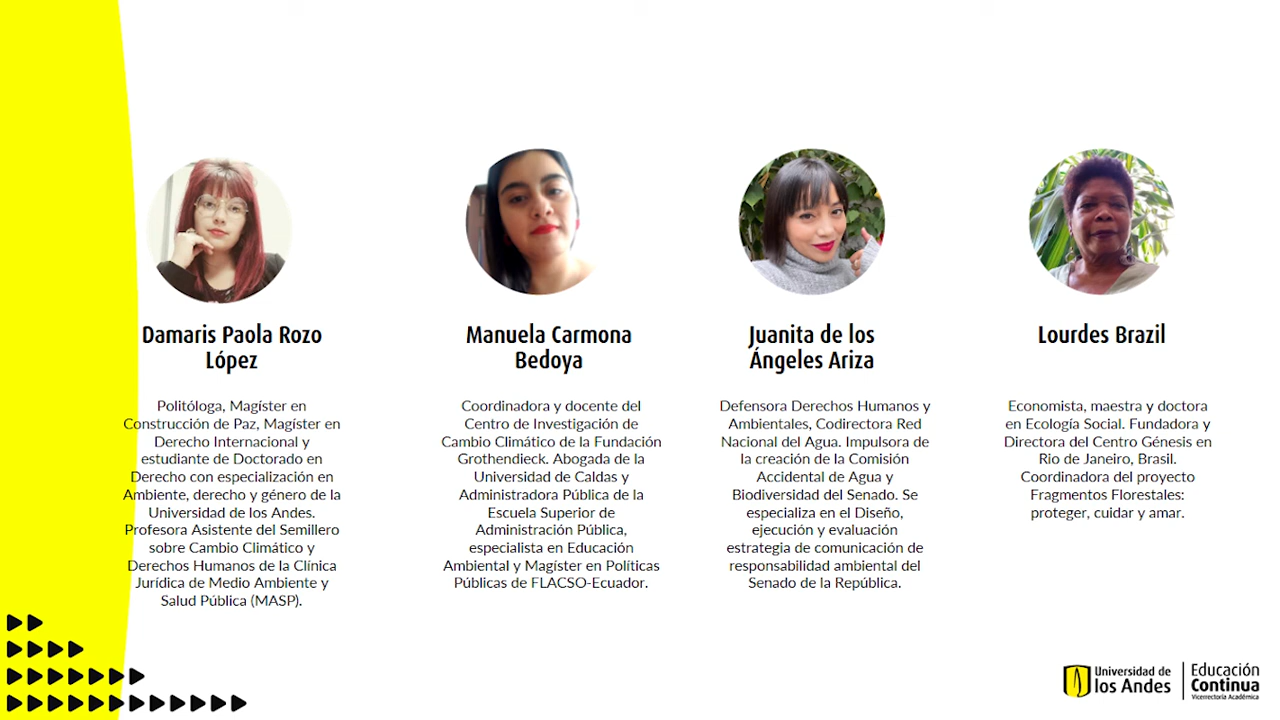 Damaris Paola Rozo
López
Politóloga, Magíster en
Construcción de Paz, Magíster en
Derecho Internacional y
estudiante de Doctorado en
Derecho con especialización en
Ambiente, derecho y género de la
Universidad de los Andes.
Profesora Asistente del Semillero
sobre Cambio Climático y
Derechos Humanos de la Clínica
Jurídica de Medio Ambiente y
Salud Pública (MASP).
Manuela Carmona
Bedoya
Coordinadora y docente del
Centro de Investigación de
Cambio Climático de la Fundación
Grothendieck. Abogada de la
Universidad de Caldas y
Administradora Pública de la
Escuela Superior de
Administración Pública,
especialista en Educación
Ambiental y Magíster en Políticas
Públicas de FLACSO-Ecuador.
Juanita de los
Ángeles Ariza
Defensora Derechos Humanos y
Ambientales, Codirectora Red
Nacional del Agua. Impulsora de
la creación de la Comisión
Accidental de Agua y
Biodiversidad del Senado. Se
especializa en el Diseño,
ejecución y evaluación
estrategia de comunicación de
responsabilidad ambiental del
Senado de la República.
Lourdes Brazil
Economista, maestra y doctora
en Ecología Social. Fundadora y
Directora del Centro Génesis en
Rio de Janeiro, Brasil.
Coordinadora del proyecto
Fragmentos Florestales:
proteger, cuidar y amar.
Universidad de
los Andes
Educación
Continua
Vicerrectoría Académica